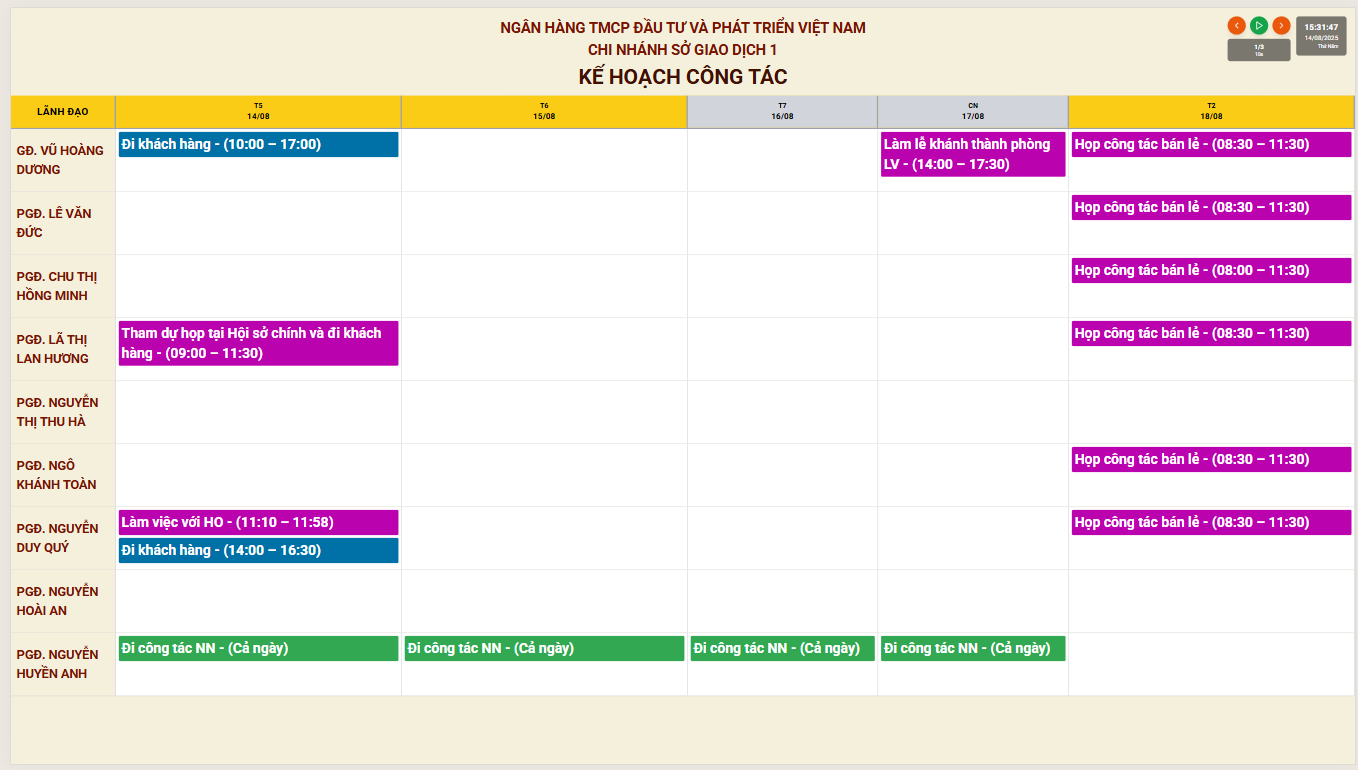 NGÂN HÀNG TMCP ĐẦU TƯ VÀ PHÁT TRIỂN VIỆT NAM
CHI NHÁNH SỞ GIAO DỊCH 1
KẾ HOẠCH CÔNG TÁC
1/3
10s
15:31:47
14/08/2025
Thứ Năm
LÃNH ĐẠO
T5
14/08
T6
15/08
T7
16/08
CN
17/08
T2
18/08
GĐ. VŨ HOÀNG
DƯƠNG
Đi khách hàng - (10:00 – 17:00)
Làm lễ khánh thành phòng
LV - (14:00 – 17:30)
Họp công tác bán lẻ - (08:30 – 11:30)
PGĐ. LÊ VĂN
ĐỨC
Họp công tác bán lẻ - (08:30 – 11:30)
PGĐ. CHU THỊ
HỒNG MINH
Họp công tác bán lẻ - (08:00 – 11:30)
PGĐ. LÃ THỊ
LAN HƯƠNG
Tham dự họp tại Hội sở chính và đi khách
hàng - (09:00 – 11:30)
Họp công tác bán lẻ - (08:30 – 11:30)
PGĐ. NGUYỄN
THỊ THU HÀ
PGĐ. NGÔ
KHÁNH TOÀN
Họp công tác bán lẻ - (08:30 – 11:30)
PGĐ. NGUYỄN
DUY QUÝ
Làm việc với HO - (11:10 – 11:58)
Đi khách hàng - (14:00 – 16:30)
Họp công tác bán lẻ - (08:30 – 11:30)
PGĐ. NGUYỄN
HOÀI AN
PGĐ. NGUYỄN
HUYỀN ANH
Đi công tác NN - (Cả ngày)
Đi công tác NN - (Cả ngày)
Đi công tác NN - (Cả ngày)
Đi công tác NN - (Cả ngày)